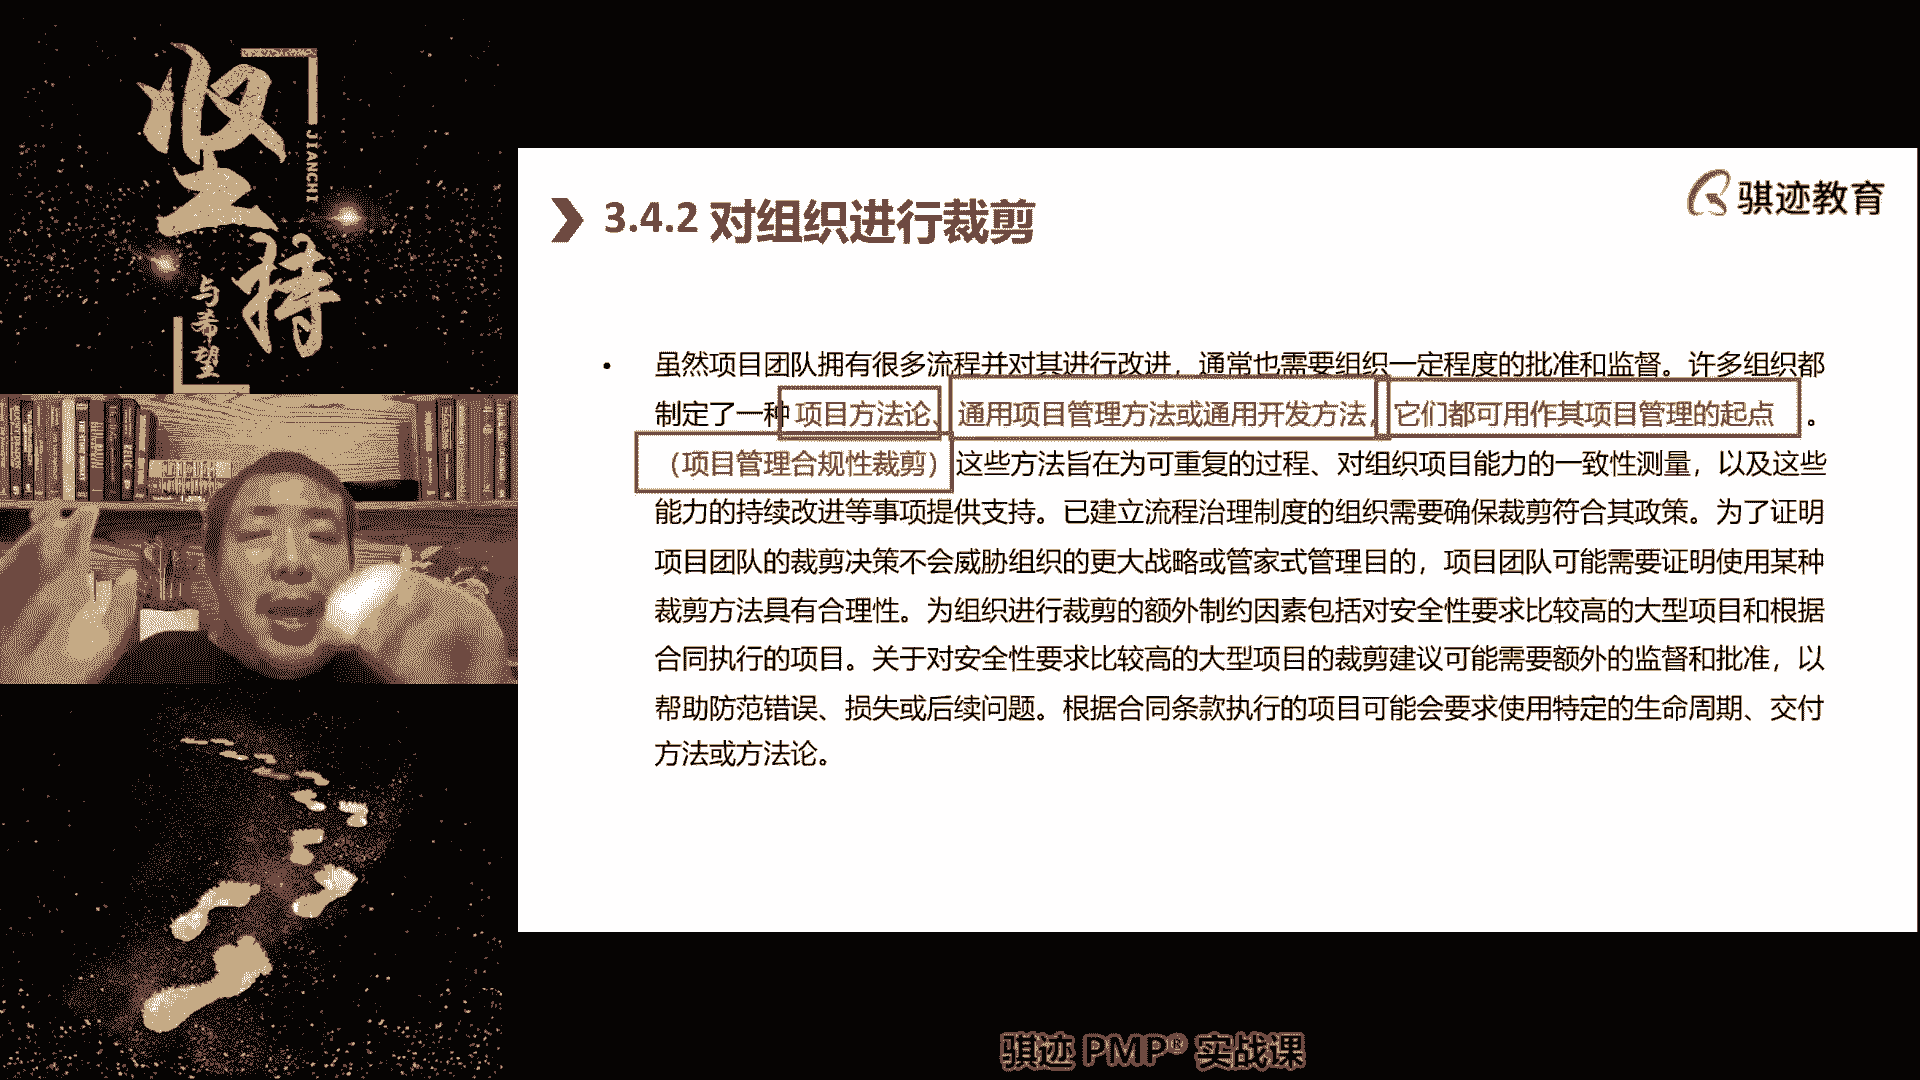 坚持
JIANCHI
与希望
骐迹教育
3.4.2 对组织进行裁剪
• 虽然项目团队拥有很多流程并对其进行改进，通常也需要组织一定程度的批准和监督。许多组织都
制定了一种项目方法论、通用项目管理方法或通用开发方法，它们都可用作其项目管理的起点。
（项目管理合规性裁剪）这些方法旨在为可重复的过程、对组织项目能力的一致性测量，以及这些
能力的持续改进等事项提供支持。已建立流程治理制度的组织需要确保裁剪符合其政策。为了证明
项目团队的裁剪决策不会威胁组织的更大战略或管家式管理目的，项目团队可能需要证明使用某种
裁剪方法具有合理性。为组织进行裁剪的额外制约因素包括对安全性要求比较高的大型项目和根据
合同执行的项目。关于对安全性要求比较高的大型项目的裁剪建议可能需要额外的监督和批准，以
帮助防范错误、损失或后续问题。根据合同条款执行的项目可能会要求使用特定的生命周期、交付
方法或方法论。
骐迹 PMP® 实战课